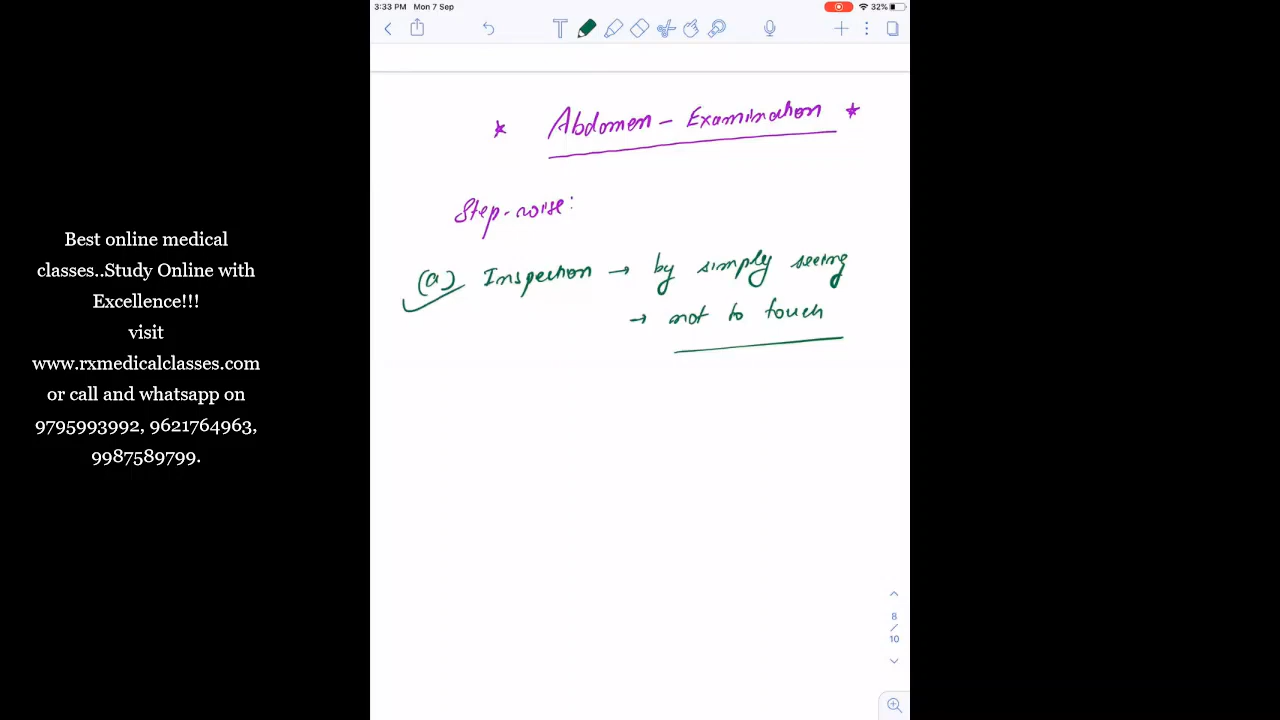 3:33 PM Mon 7 Sep
32%
T
* Abdomen - Examination *
Step-wise:
(a) Inspection → by simply seeing
→ not to touch
Best online medical
classes..Study Online with
Excellence!!!
visit
www.rxmedicalclasses.com
or call and whatsapp on
9795993992, 9621764963,
9987589799.
8
/
10